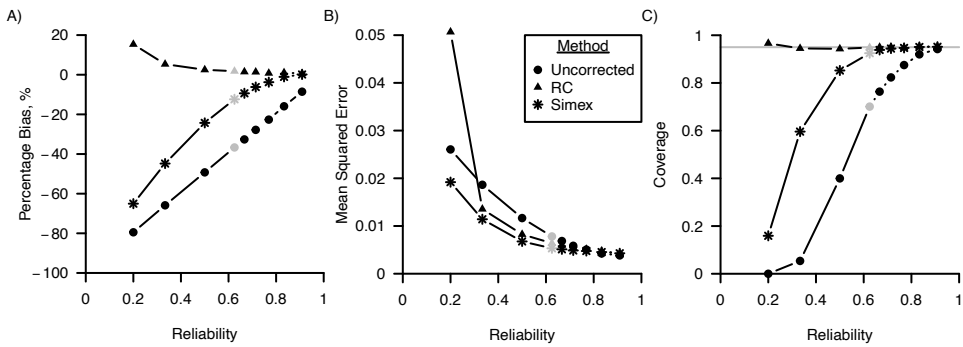 A)
20
0
−20
−40
−60
−80
−100
Percentage Bias, %
0
0.2
0.4
0.6
0.8
1
Reliability
B)
0.05
0.04
0.03
0.02
0.01
0
Mean Squared Error
0
0.2
0.4
0.6
0.8
1
Reliability
Method
Uncorrected
RC
Simex
C)
1
0.8
0.6
0.4
0.2
0
Coverage
0
0.2
0.4
0.6
0.8
1
Reliability